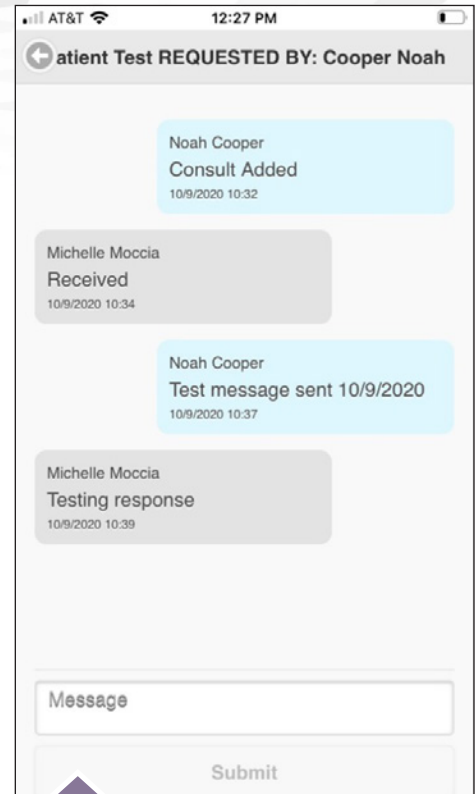 AT&T 12:27 PM
atient Test REQUESTED BY: Cooper Noah
Noah Cooper
Consult Added
10/9/2020 10:32
Michelle Moccia
Received
10/9/2020 10:34
Noah Cooper
Test message sent 10/9/2020
10/9/2020 10:37
Michelle Moccia
Testing response
10/9/2020 10:39
Message
Submit